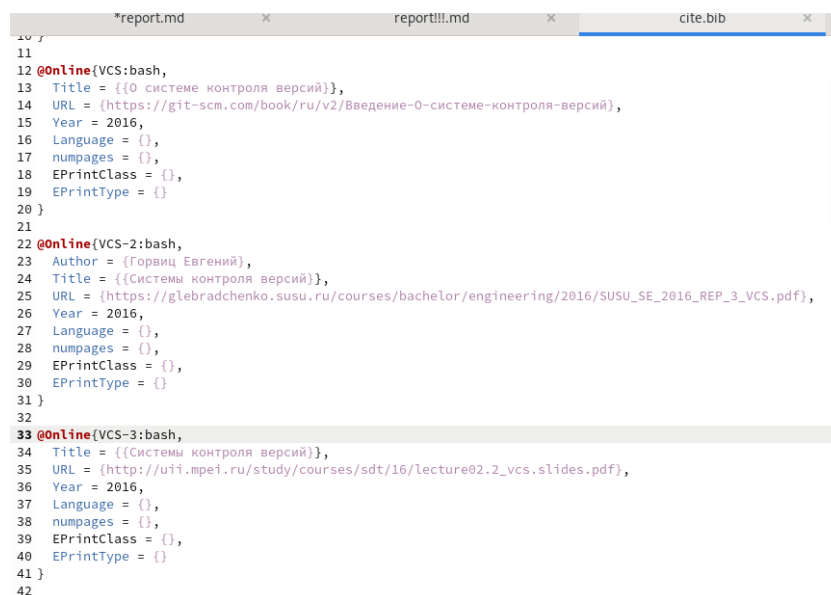 *report.md × report!!!.md × cite.bib ×
10 }
11
12 @Online{VCS:bash,
13 Title = {{О системе контроля версий}},
14 URL = {https://git-scm.com/book/ru/v2/Введение-О-системе-контроля-версий},
15 Year = 2016,
16 Language = {},
17 numpages = {},
18 EPrintClass = {},
19 EPrintType = {}
20 }
21
22 @Online{VCS-2:bash,
23 Author = {Горвиц Евгений},
24 Title = {{Системы контроля версий}},
25 URL = {https://glebradchenko.susu.ru/courses/bachelor/engineering/2016/SUSU_SE_2016_REP_3_VCS.pdf},
26 Year = 2016,
27 Language = {},
28 numpages = {},
29 EPrintClass = {},
30 EPrintType = {}
31 }
32
33 @Online{VCS-3:bash,
34 Title = {{Системы контроля версий}},
35 URL = {http://uii.mpei.ru/study/courses/sdt/16/lecture02.2_vcs.slides.pdf},
36 Year = 2016,
37 Language = {},
38 numpages = {},
39 EPrintClass = {},
40 EPrintType = {}
41 }
42